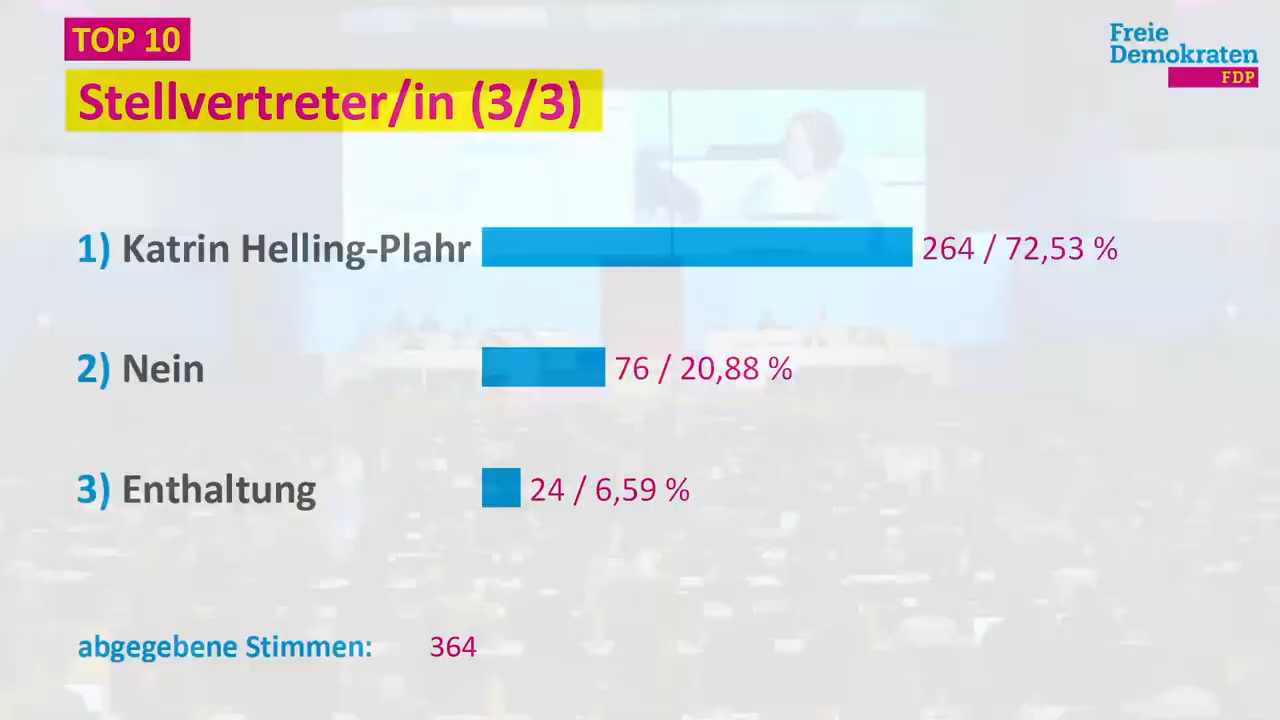 TOP 10
Freie
Demokraten
FDP
Stellvertreter/in (3/3)
1) Katrin Helling-Plahr 264 / 72,53 %
2) Nein 76 / 20,88 %
3) Enthaltung 24 / 6,59 %
abgegebene Stimmen: 364